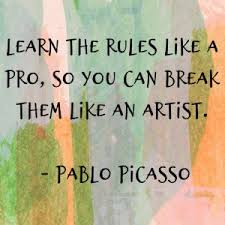 LEARN THE RULES LIKE A
PRO, SO YOU CAN BREAK
THEM LIKE AN ARTIST.
- PABLO PiCASSO